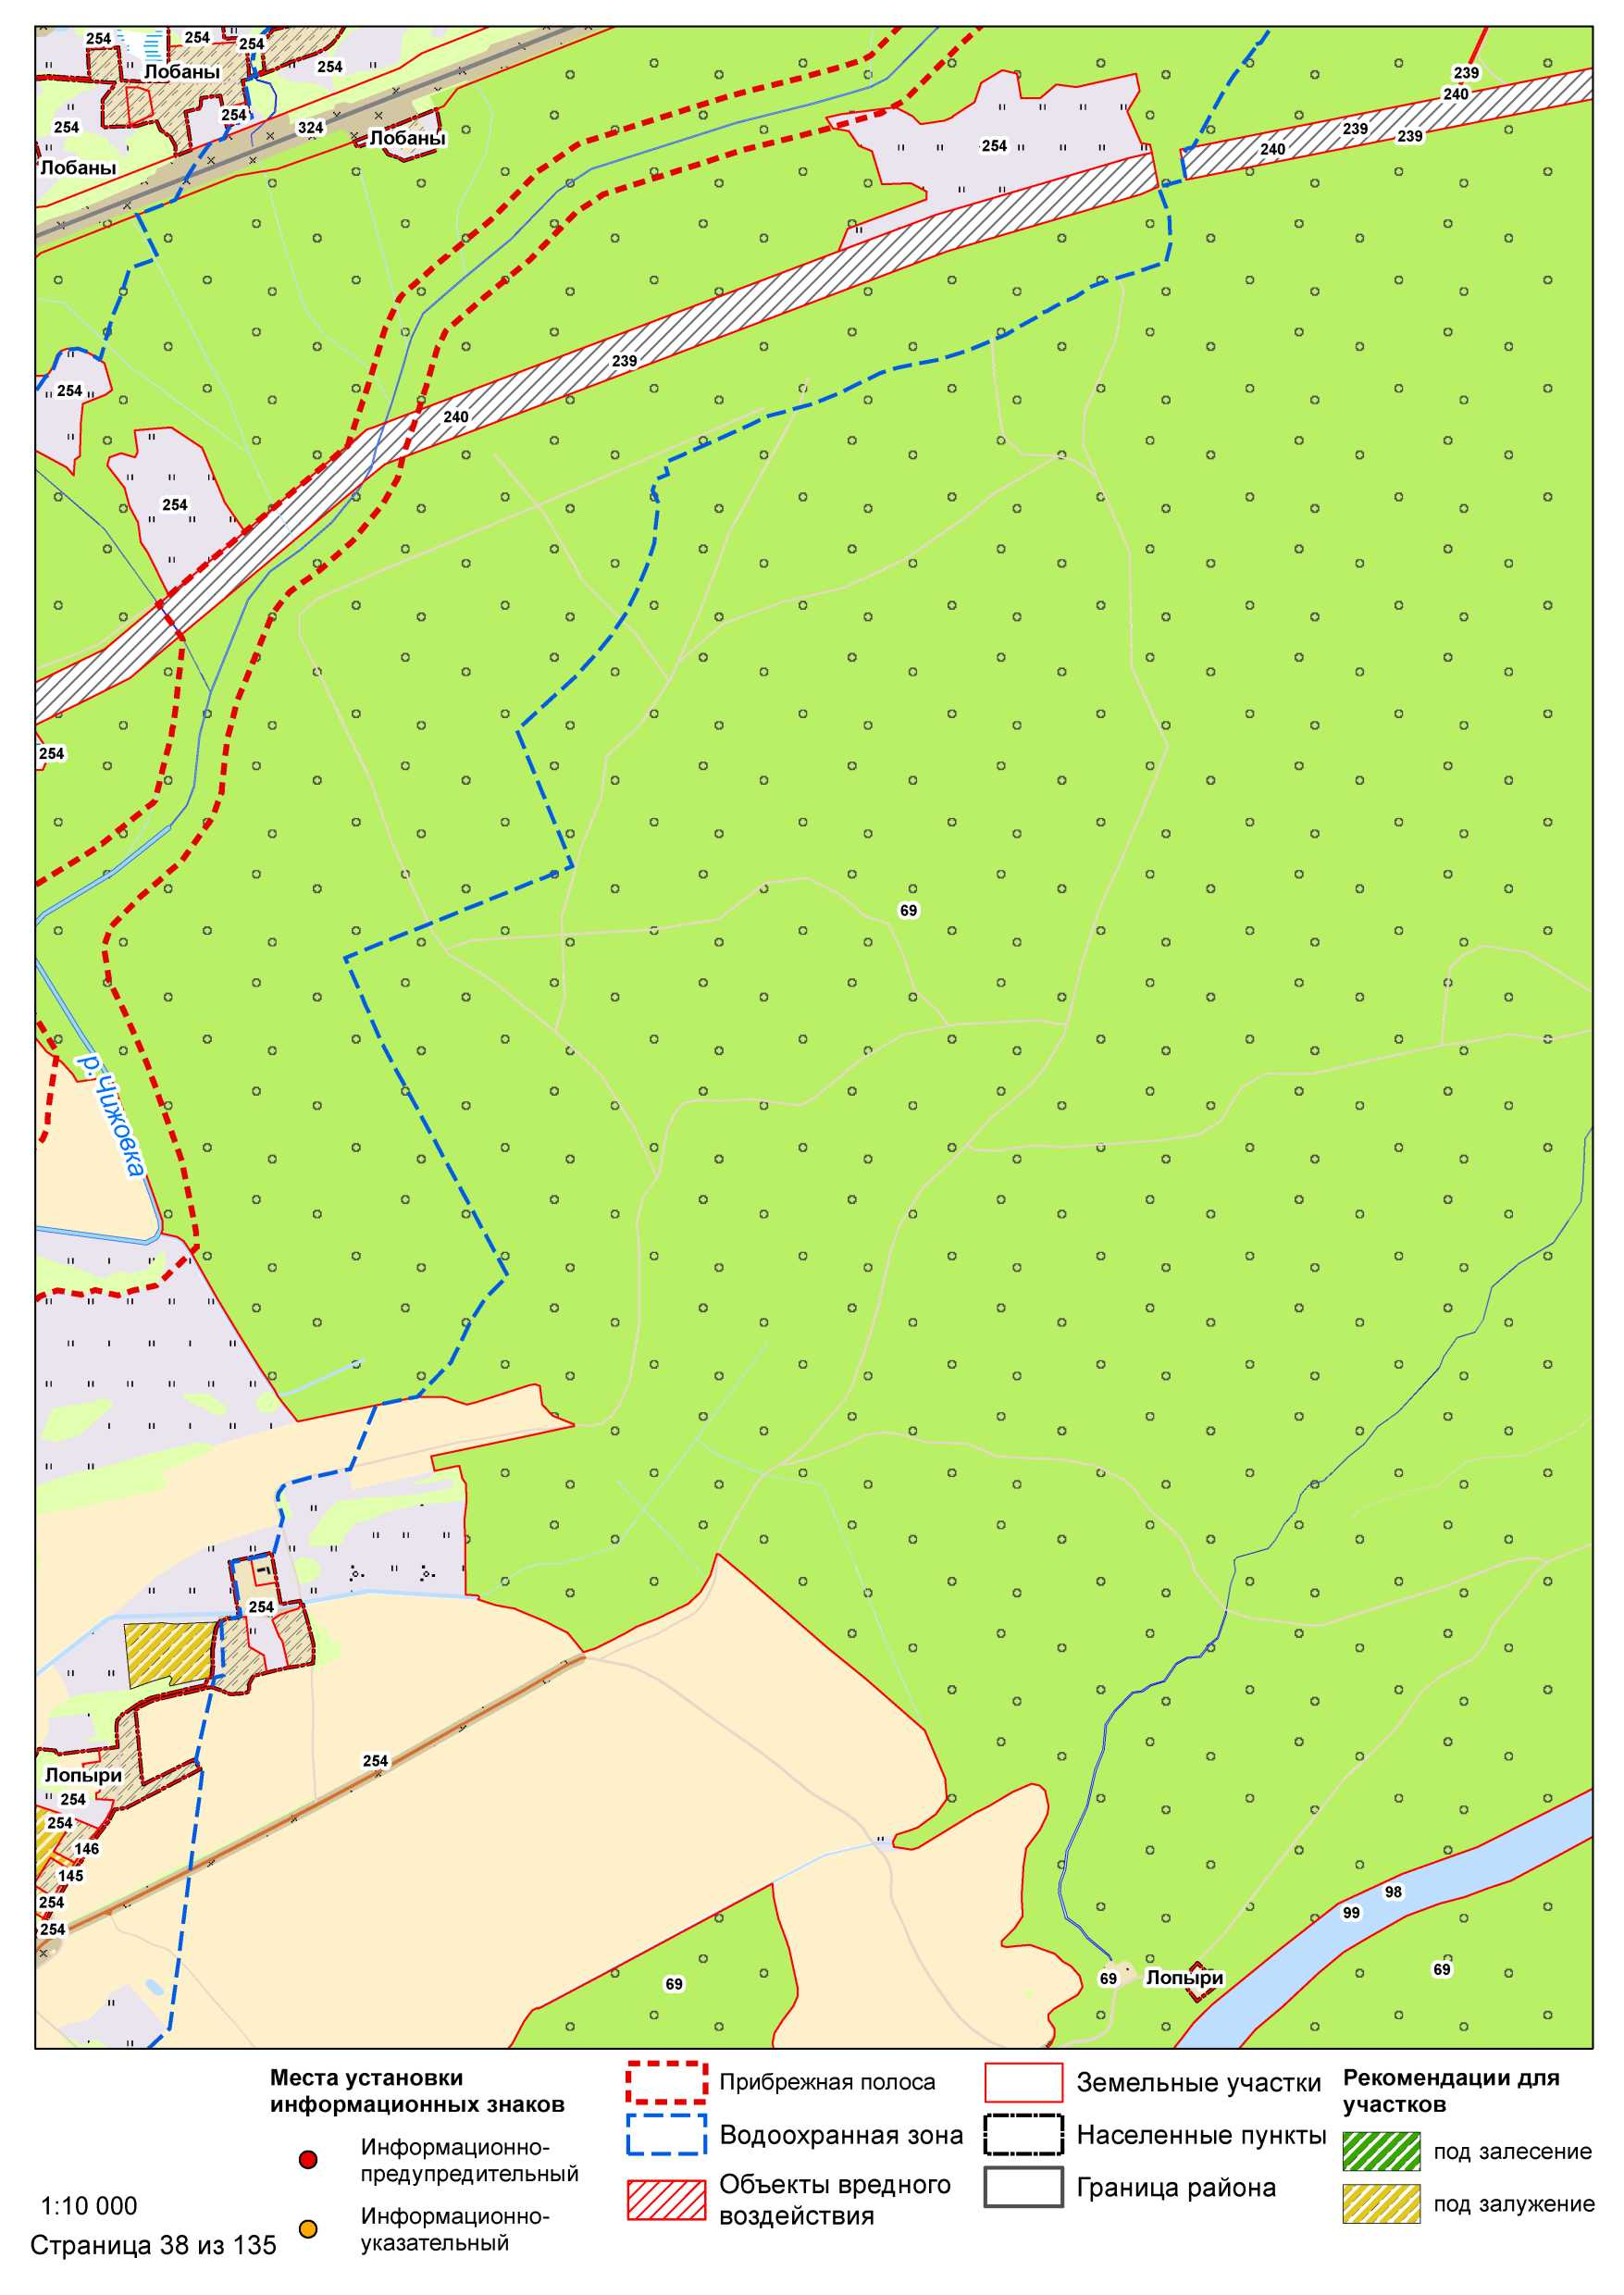 254
254
254
Лобаны
254
254
254
324
Лобаны
Лобаны
239
240
239
239
240
254
254
239
240
254
254
69
р.Чижовка
254
254
Лопыри
254
254
146
145
254
254
69
98
99
69
Лопыри
69
Места установки
информационных знаков
Информационно-
предупредительный
Информационно-
указательный
1:10 000
Страница 38 из 135
Прибрежная полоса
Водоохранная зона
Объекты вредного
воздействия
Земельные участки
Населенные пункты
Граница района
Рекомендации для
участков
под залесение
под залужение